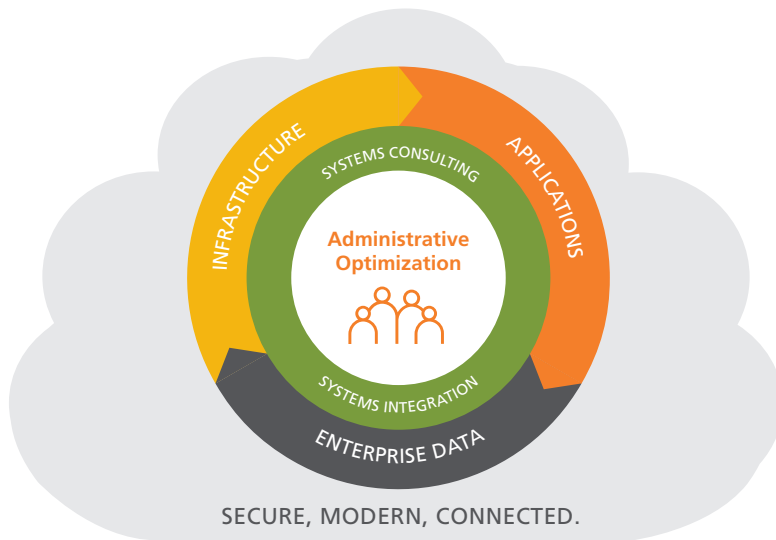 INFRASTRUCTURE
APPLICATIONS
SYSTEMS CONSULTING
Administrative
Optimization
SYSTEMS INTEGRATION
ENTERPRISE DATA
SECURE, MODERN, CONNECTED.